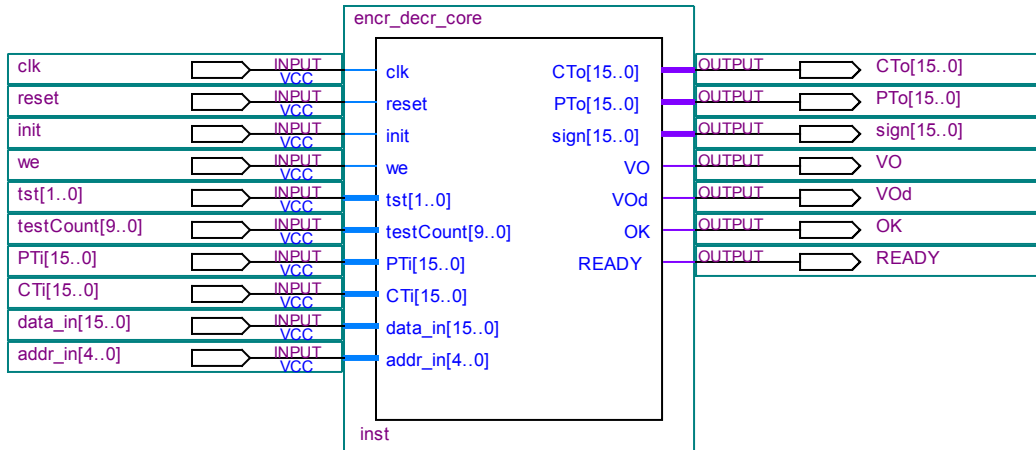 encr_decr_core
clk INPUT VCC clk CTo[15..0] OUTPUT CTo[15..0]
reset INPUT VCC reset PTo[15..0] OUTPUT PTo[15..0]
init INPUT VCC init sign[15..0] OUTPUT sign[15..0]
we INPUT VCC we VO OUTPUT VO
tst[1..0] INPUT VCC tst[1..0] VOd OUTPUT VOd
testCount[9..0] INPUT VCC testCount[9..0] OK OUTPUT OK
PTi[15..0] INPUT VCC PTi[15..0] READY OUTPUT READY
CTi[15..0] INPUT VCC CTi[15..0]
data_in[15..0] INPUT VCC data_in[15..0]
addr_in[4..0] INPUT VCC addr_in[4..0]
inst